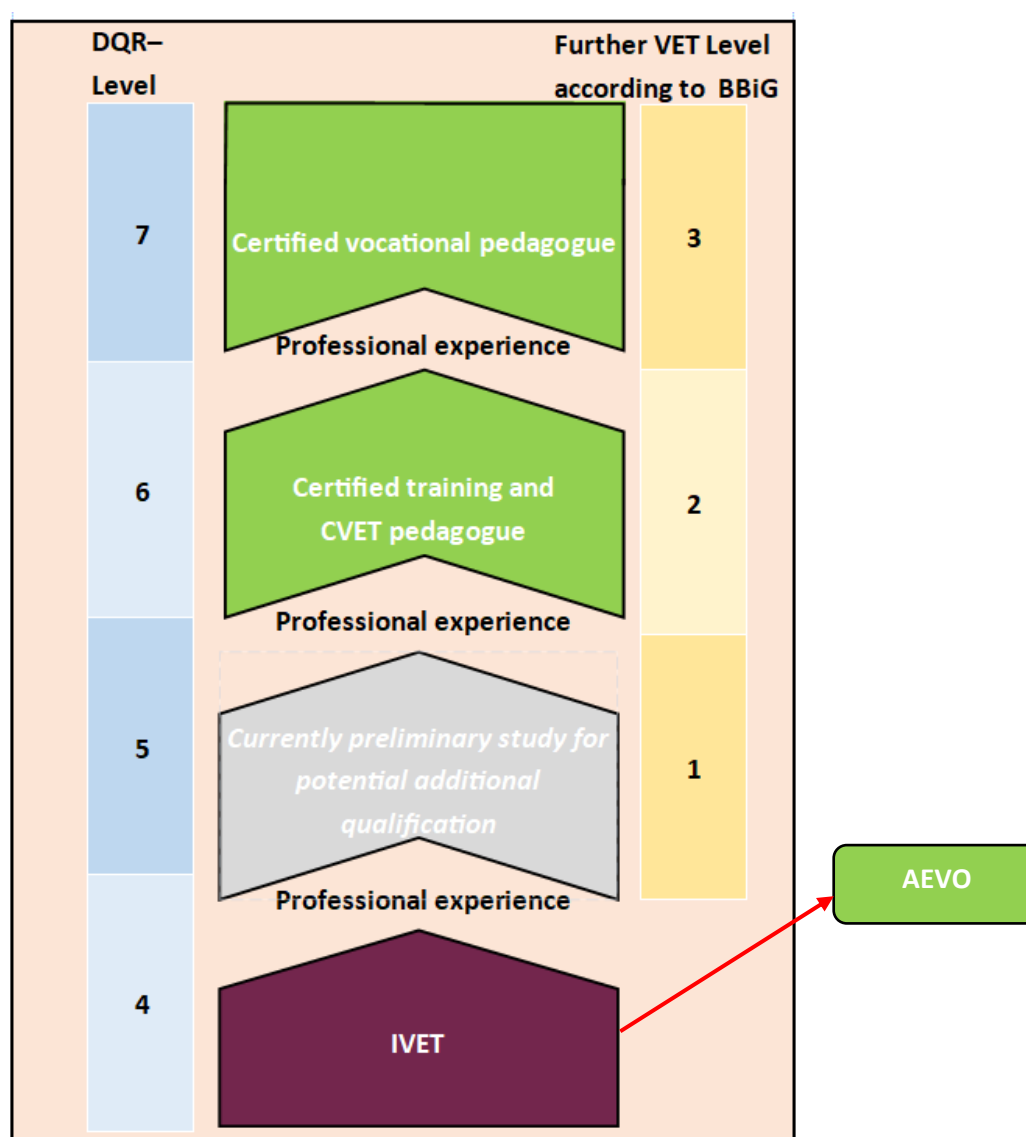 DQR–
Level
Further VET Level
according to BBiG
7
Certified vocational pedagogue
3
Professional experience
6
Certified training and
CVET pedagogue
2
Professional experience
5
Currently preliminary study for
potential additional
qualification
1
Professional experience
AEVO
4
IVET